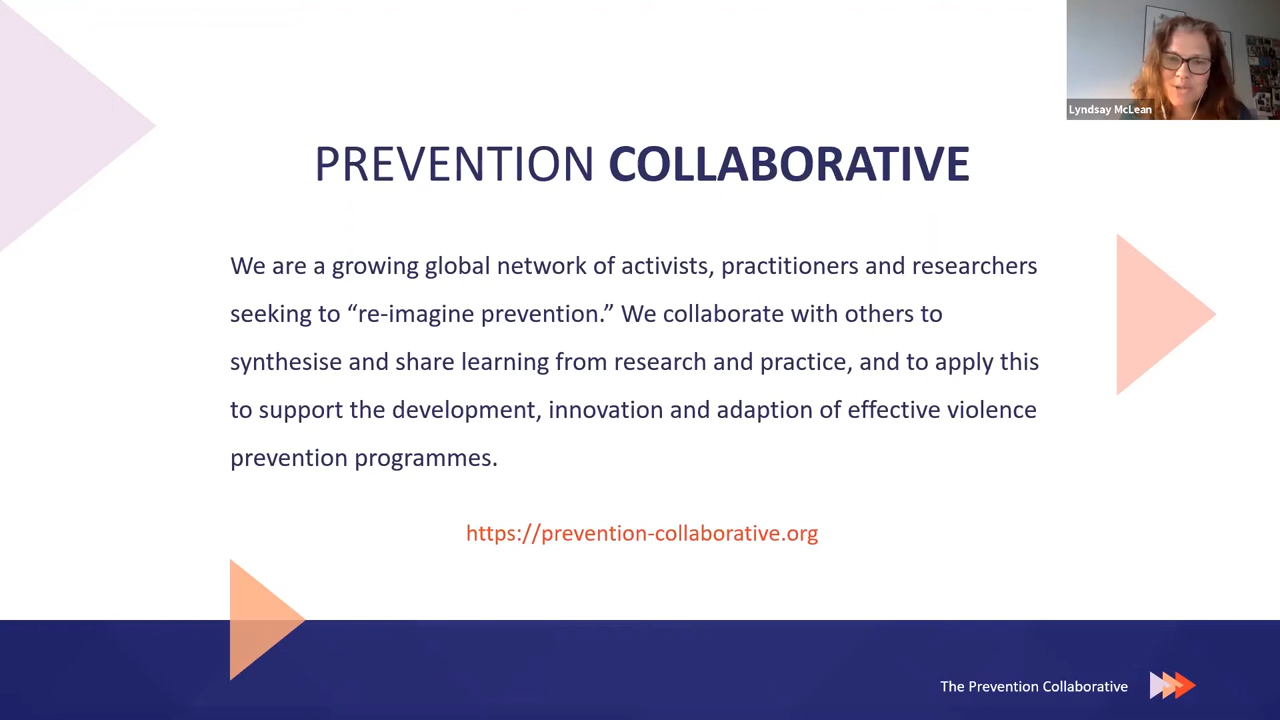 Lyndsay McLean
PREVENTION COLLABORATIVE
We are a growing global network of activists, practitioners and researchers
seeking to “re-imagine prevention.” We collaborate with others to
synthesise and share learning from research and practice, and to apply this
to support the development, innovation and adaption of effective violence
prevention programmes.
https://prevention-collaborative.org
The Prevention Collaborative